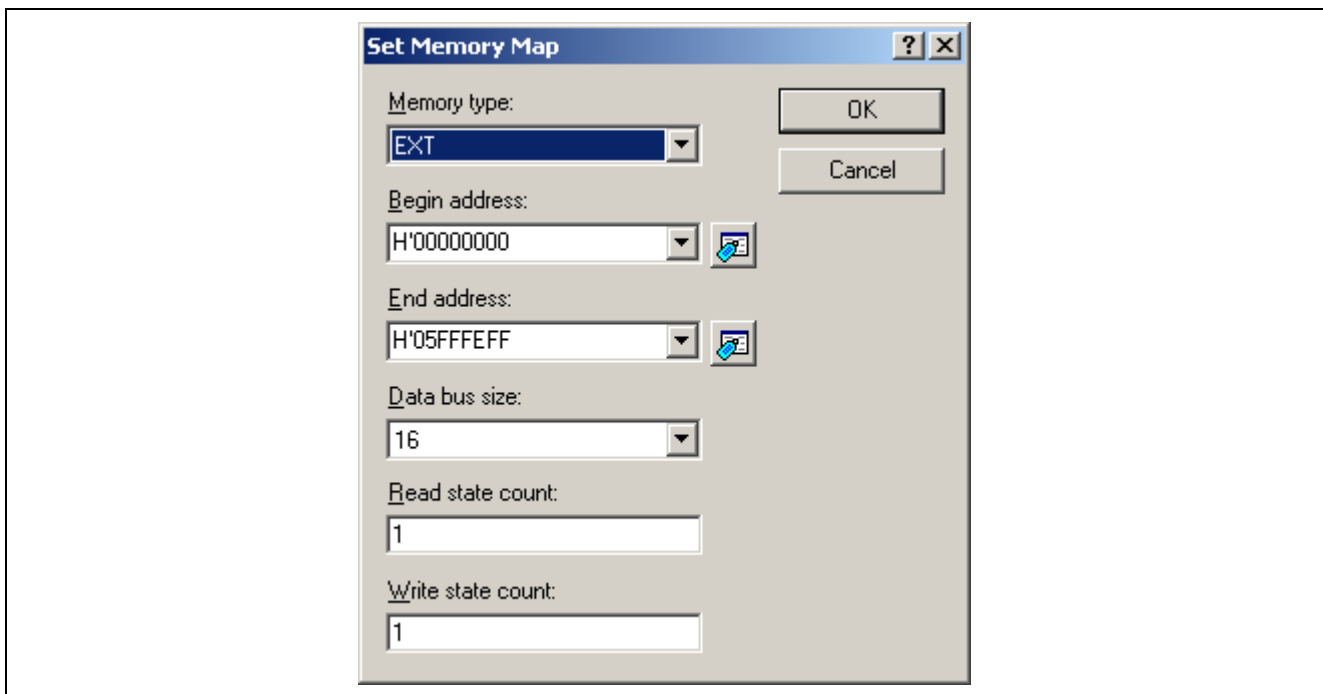 Set Memory Map
Memory type:
OK
EXT
Cancel
Begin address:
H'00000000
End address:
H'05FFFEFF
Data bus size:
16
Read state count:
1
Write state count:
1